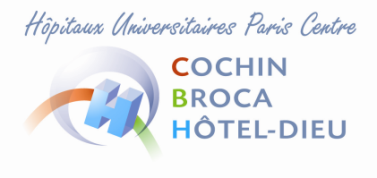 Hôpitaux Universitaires Paris Centre
COCHIN
BROCA
HÔTEL-DIEU